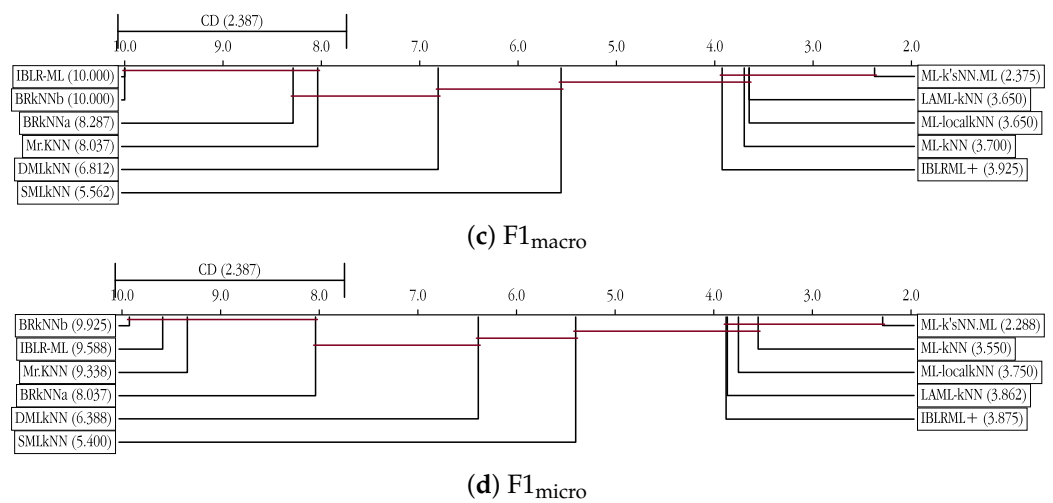 CD (2.387)
10.0 9.0 8.0 7.0 6.0 5.0 4.0 3.0 2.0
IBLR-ML (10.000) ML-k'sNN.ML (2.375)
BRkNNb (10.000) LAML-kNN (3.650)
BRkNNa (8.287) ML-localkNN (3.650)
Mr.KNN (8.037) ML-kNN (3.700)
DMLkNN (6.812) IBLRML+ (3.925)
SMLkNN (5.562)
(c) F1macro
CD (2.387)
10.0 9.0 8.0 7.0 6.0 5.0 4.0 3.0 2.0
BRkNNb (9.925) ML-k'sNN.ML (2.288)
IBLR-ML (9.588) ML-kNN (3.550)
Mr.KNN (9.338) ML-localkNN (3.750)
BRkNNa (8.037) LAML-kNN (3.862)
DMLkNN (6.388) IBLRML+ (3.875)
SMLkNN (5.400)
(d) F1micro